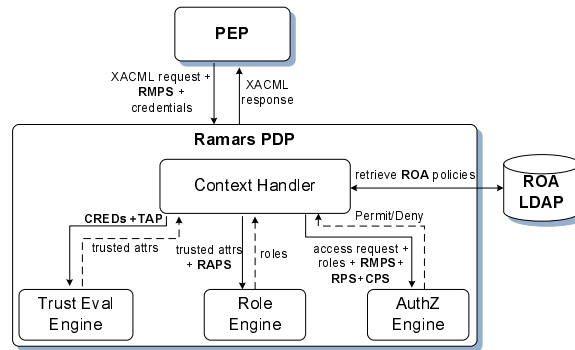 PEP
XACML request +
RMPS +
credentials
XACML
response
Ramars PDP
Context Handler
retrieve ROA policies
ROA
LDAP
CREDs +TAP
trusted attrs
trusted attrs
+ RAPS
roles
Permit/Deny
access request +
roles + RMPS+
RPS+CPS
Trust Eval
Engine
Role
Engine
AuthZ
Engine